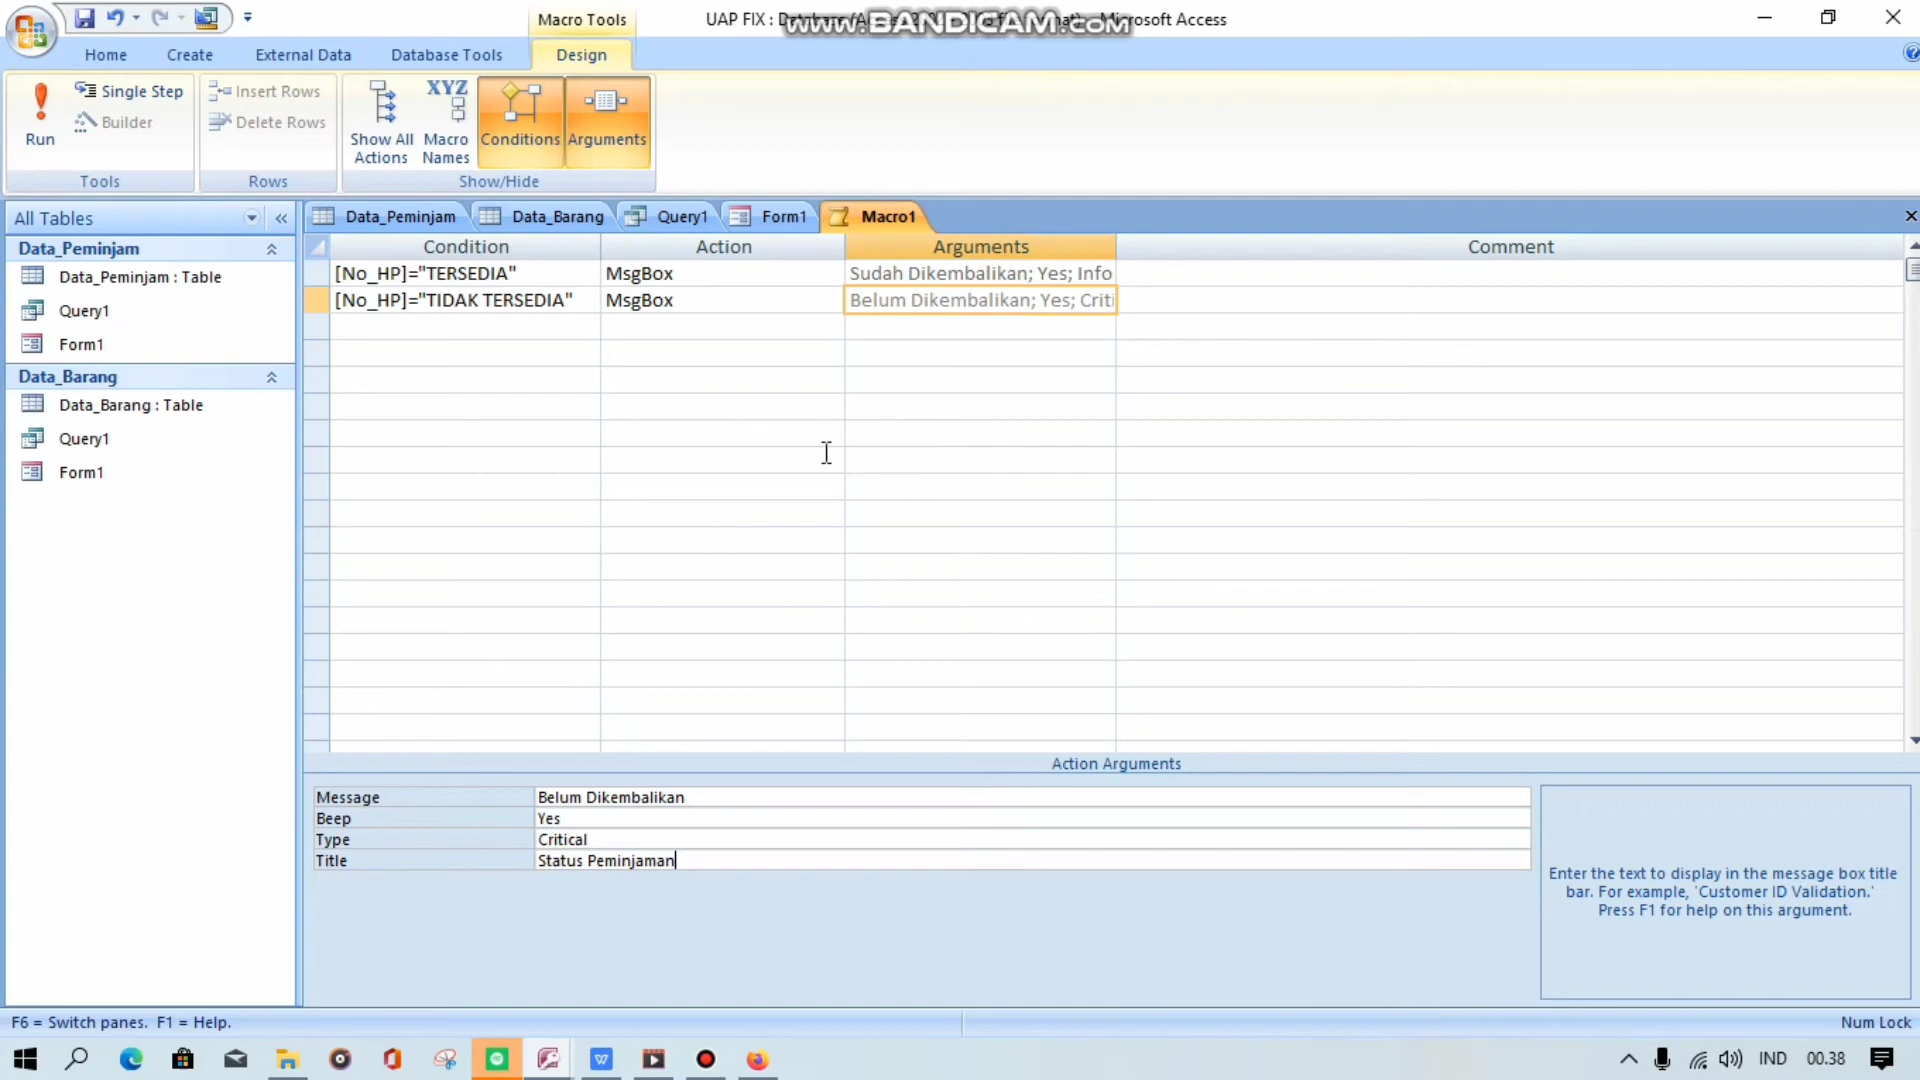 Macro Tools
UAP FIX : Database (Access 2
Microsoft Access
www.BANDICAM.com
Home
Create
External Data
Database Tools
Design
Run
Single Step
Builder
Tools
Insert Rows
Delete Rows
Rows
Show All
Actions
XYZ
Macro
Names
Conditions
Arguments
Show/Hide
All Tables
Data_Peminjam
Data_Peminjam : Table
Query1
Form1
Data_Barang
Data_Barang : Table
Query1
Form1
Data_Peminjam
Data_Barang
Query1
Form1
Macro1
Condition
Action
Arguments
Comment
[No_HP]="TERSEDIA"
MsgBox
Sudah Dikembalikan; Yes; Info
[No_HP]="TIDAK TERSEDIA"
MsgBox
Belum Dikembalikan; Yes; Criti
Action Arguments
Message
Belum Dikembalikan
Beep
Yes
Type
Critical
Title
Status Peminjaman
Enter the text to display in the message box title
bar. For example, 'Customer ID Validation.'
Press F1 for help on this argument.
F6 = Switch panes. F1 = Help.
Num Lock
IND
00.38